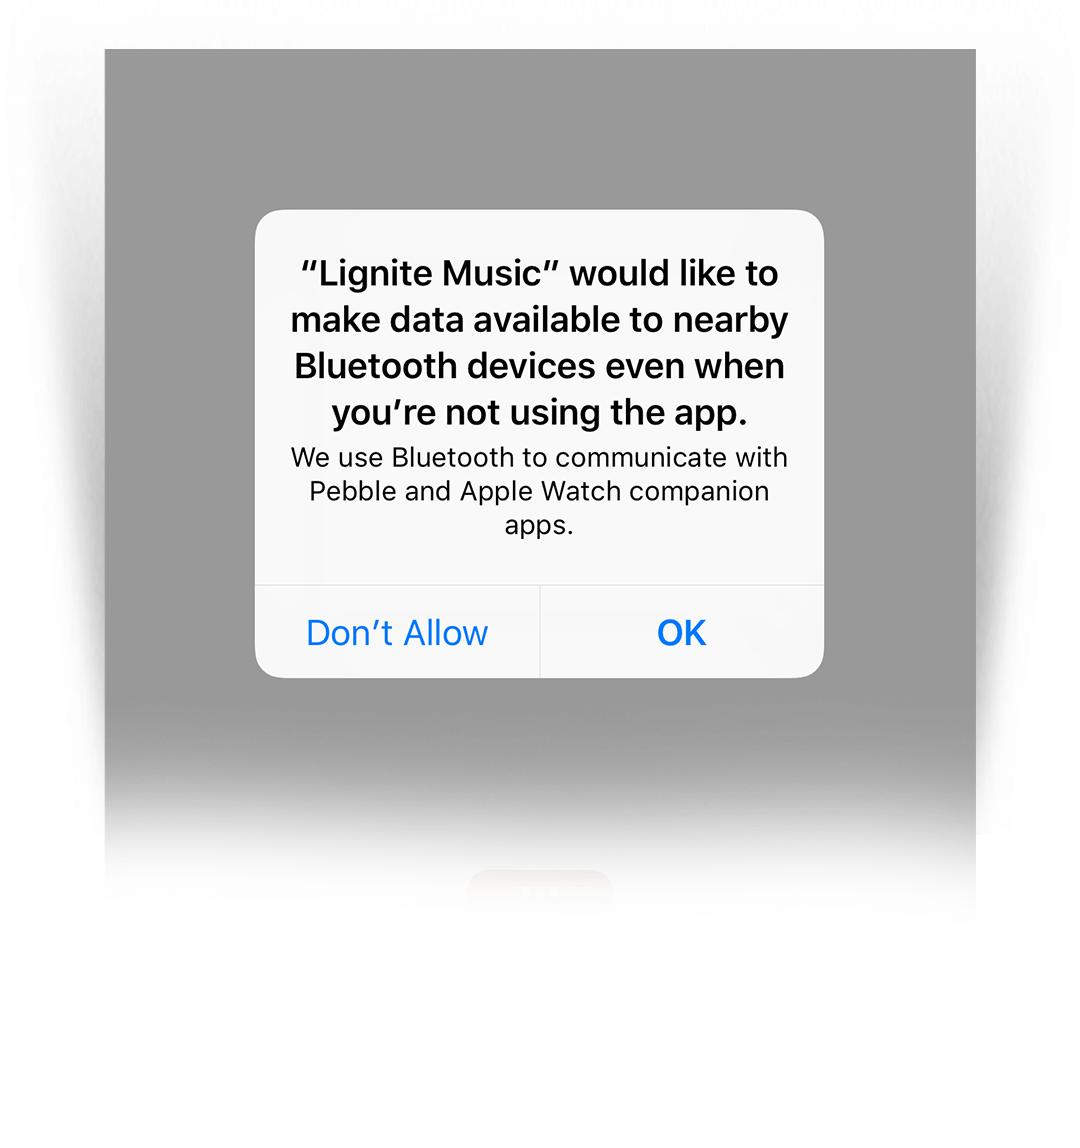 “Lignite Music” would like to
make data available to nearby
Bluetooth devices even when
you’re not using the app.
We use Bluetooth to communicate with
Pebble and Apple Watch companion
apps.
Don’t Allow
OK